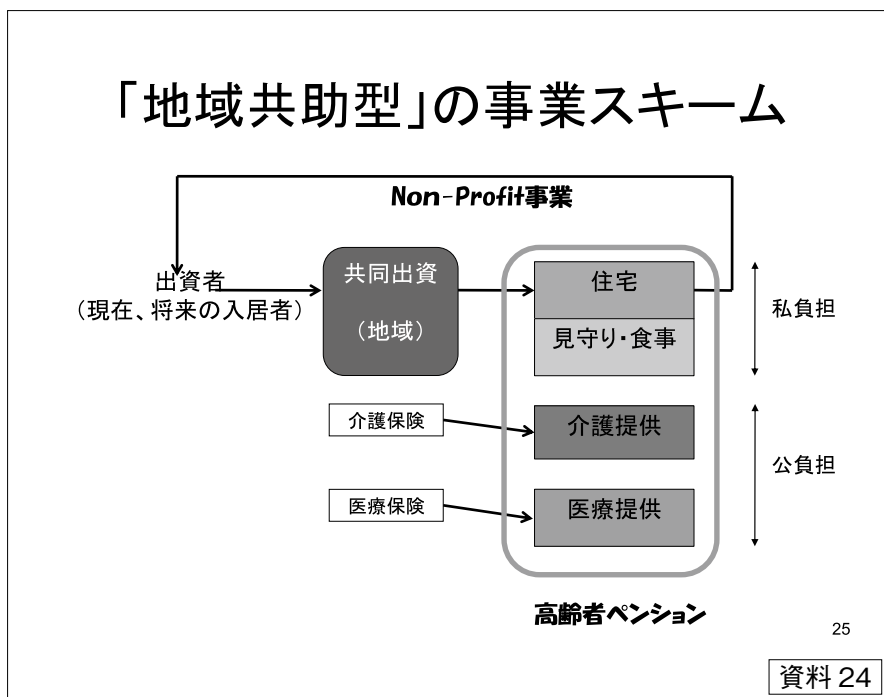 「地域共助型」の事業スキーム
Non-Profit事業
出資者
（現在、将来の入居者）
共同出資
（地域）
住宅
見守り・食事
私負担
介護保険
介護提供
公負担
医療保険
医療提供
高齢者ペンション
25
資料 24